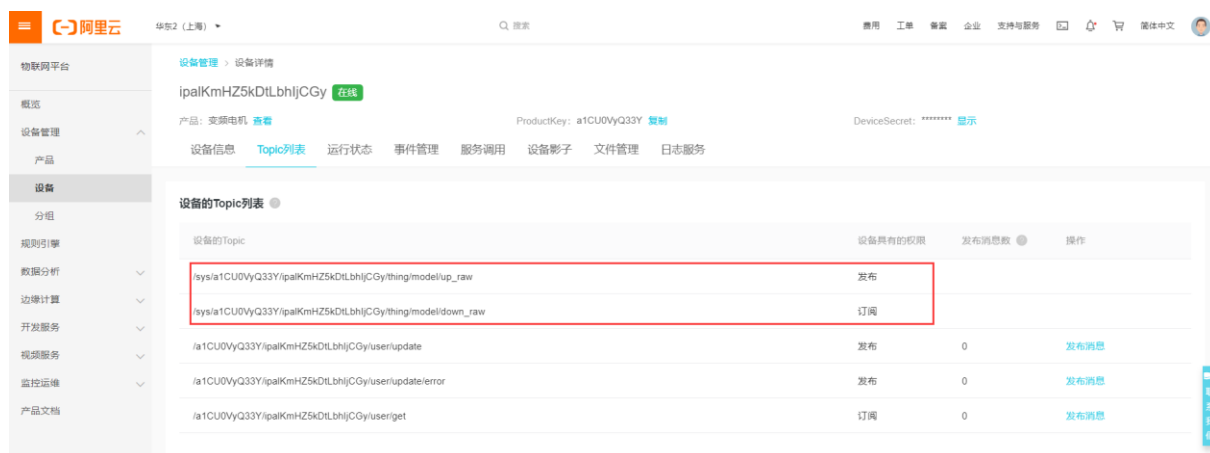 阿里云 华东2（上海） 搜索 费用 工单 备案 企业 支持与服务 简体中文
物联网平台
概览
设备管理
产品
设备
分组
规则引擎
数据分析
边缘计算
开发服务
视频服务
监控运维
产品文档
设备管理 > 设备详情
ipalKmHZ5kDtLbhIjCGy 在线
产品：变频电机 查看 ProductKey：a1CU0VyQ33Y 复制 DeviceSecret：******** 显示
设备信息 Topic列表 运行状态 事件管理 服务调用 设备影子 文件管理 日志服务
设备的Topic列表
设备的Topic 设备具有的权限 发布消息数 操作
/sys/a1CU0VyQ33Y/ipalKmHZ5kDtLbhIjCGy/thing/model/up_raw 发布
/sys/a1CU0VyQ33Y/ipalKmHZ5kDtLbhIjCGy/thing/model/down_raw 订阅
/a1CU0VyQ33Y/ipalKmHZ5kDtLbhIjCGy/user/update 发布 0 发布消息
/a1CU0VyQ33Y/ipalKmHZ5kDtLbhIjCGy/user/update/error 发布 0 发布消息
/a1CU0VyQ33Y/ipalKmHZ5kDtLbhIjCGy/user/get 订阅 0 发布消息